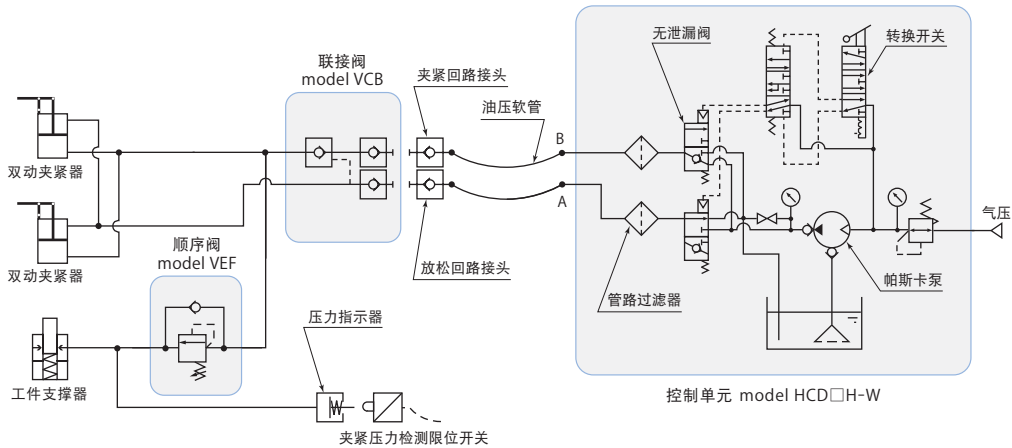 无泄漏阀
转换开关
联接阀
model VCB
夹紧回路接头
油压软管
B
双动夹紧器
A
气压
顺序阀
model VEF
双动夹紧器
放松回路接头
帕斯卡泵
管路过滤器
压力指示器
工件支撑器
控制单元 model HCD□H-W
夹紧压力检测限位开关